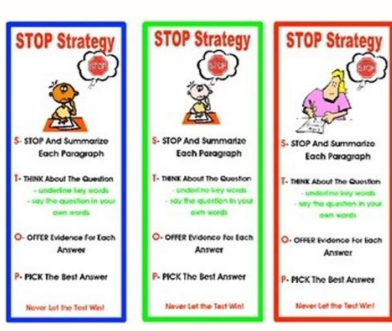 STOP Strategy
STOP
S- STOP And Summarize
Each Paragraph
T- THINK About The Question
- underline key words
- say the question in your
own words
O- OFFER Evidence For Each
Answer
P- PICK The Best Answer
Never Let the Test Win!
STOP Strategy
STOP
S- STOP And Summarize
Each Paragraph
T- THINK About The Question
- underline key words
- say the question in your
own words
O- OFFER Evidence For Each
Answer
P- PICK The Best Answer
Never Let the Test Win!
STOP Strategy
STOP
S- STOP And Summarize
Each Paragraph
T- THINK About The Question
- underline key words
- say the question in your
own words
O- OFFER Evidence For Each
Answer
P- PICK The Best Answer
Never Let the Test Win!